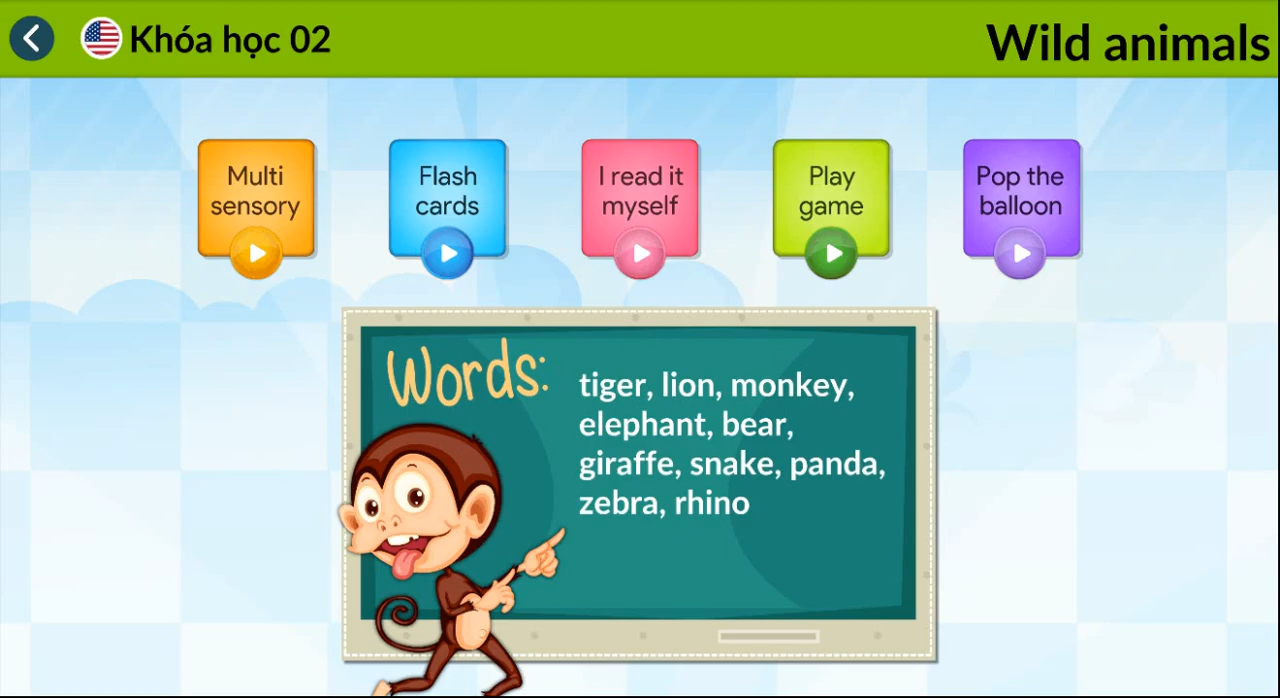 Khóa học 02
Wild animals
Multi
sensory
Flash
cards
I read it
myself
Play
game
Pop the
balloon
Words:
tiger, lion, monkey,
elephant, bear,
giraffe, snake, panda,
zebra, rhino